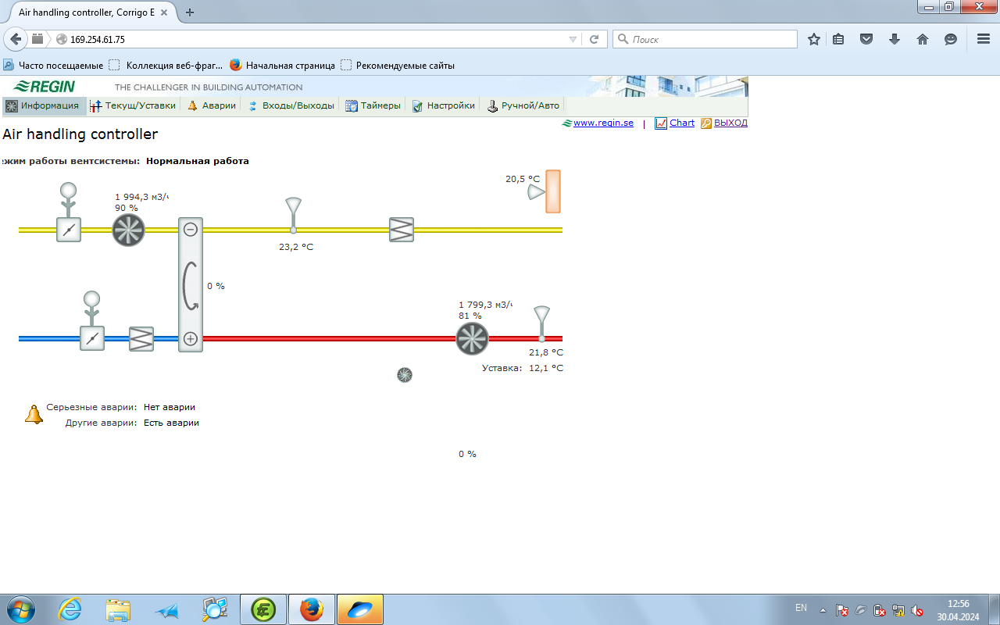 Air handling controller, Corrigo E
169.254.61.75
Поиск
Часто посещаемые Коллекция веб-фраг... Начальная страница Рекомендуемые сайты
REGIN THE CHALLENGER IN BUILDING AUTOMATION
Информация Текущ/Уставки Аварии Входы/Выходы Таймеры Настройки Ручной/Авто
www.regin.se | Chart ВЫХОД
Air handling controller
ежим работы вентсистемы: Нормальная работа
20,5 °C
1 994,3 м3/ч
90 %
23,2 °C
0 %
1 799,3 м3/ч
81 %
21,8 °C
Уставка: 12,1 °C
Серьезные аварии: Нет аварии
Другие аварии: Есть аварии
0 %
EN 12:56
30.04.2024